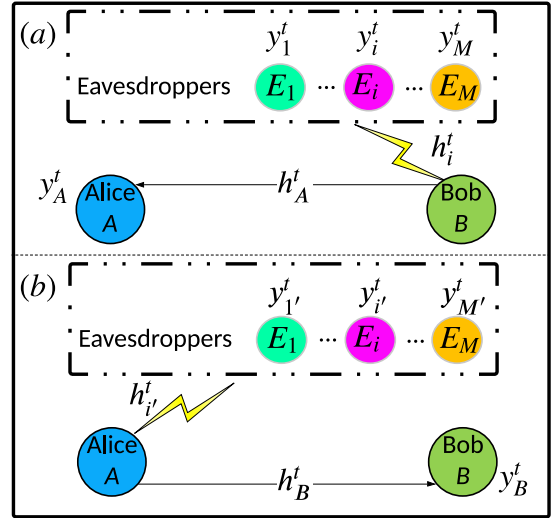 (a) y_1^t y_i^t y_M^t
Eavesdroppers E_1 ... E_i ... E_M
h_i^t
y_A^t Alice A h_A^t Bob B
(b) y_{1'}^t y_{i'}^t y_{M'}^t
Eavesdroppers E_1 ... E_i ... E_M
h_{i'}^t
Alice A h_B^t Bob B y_B^t